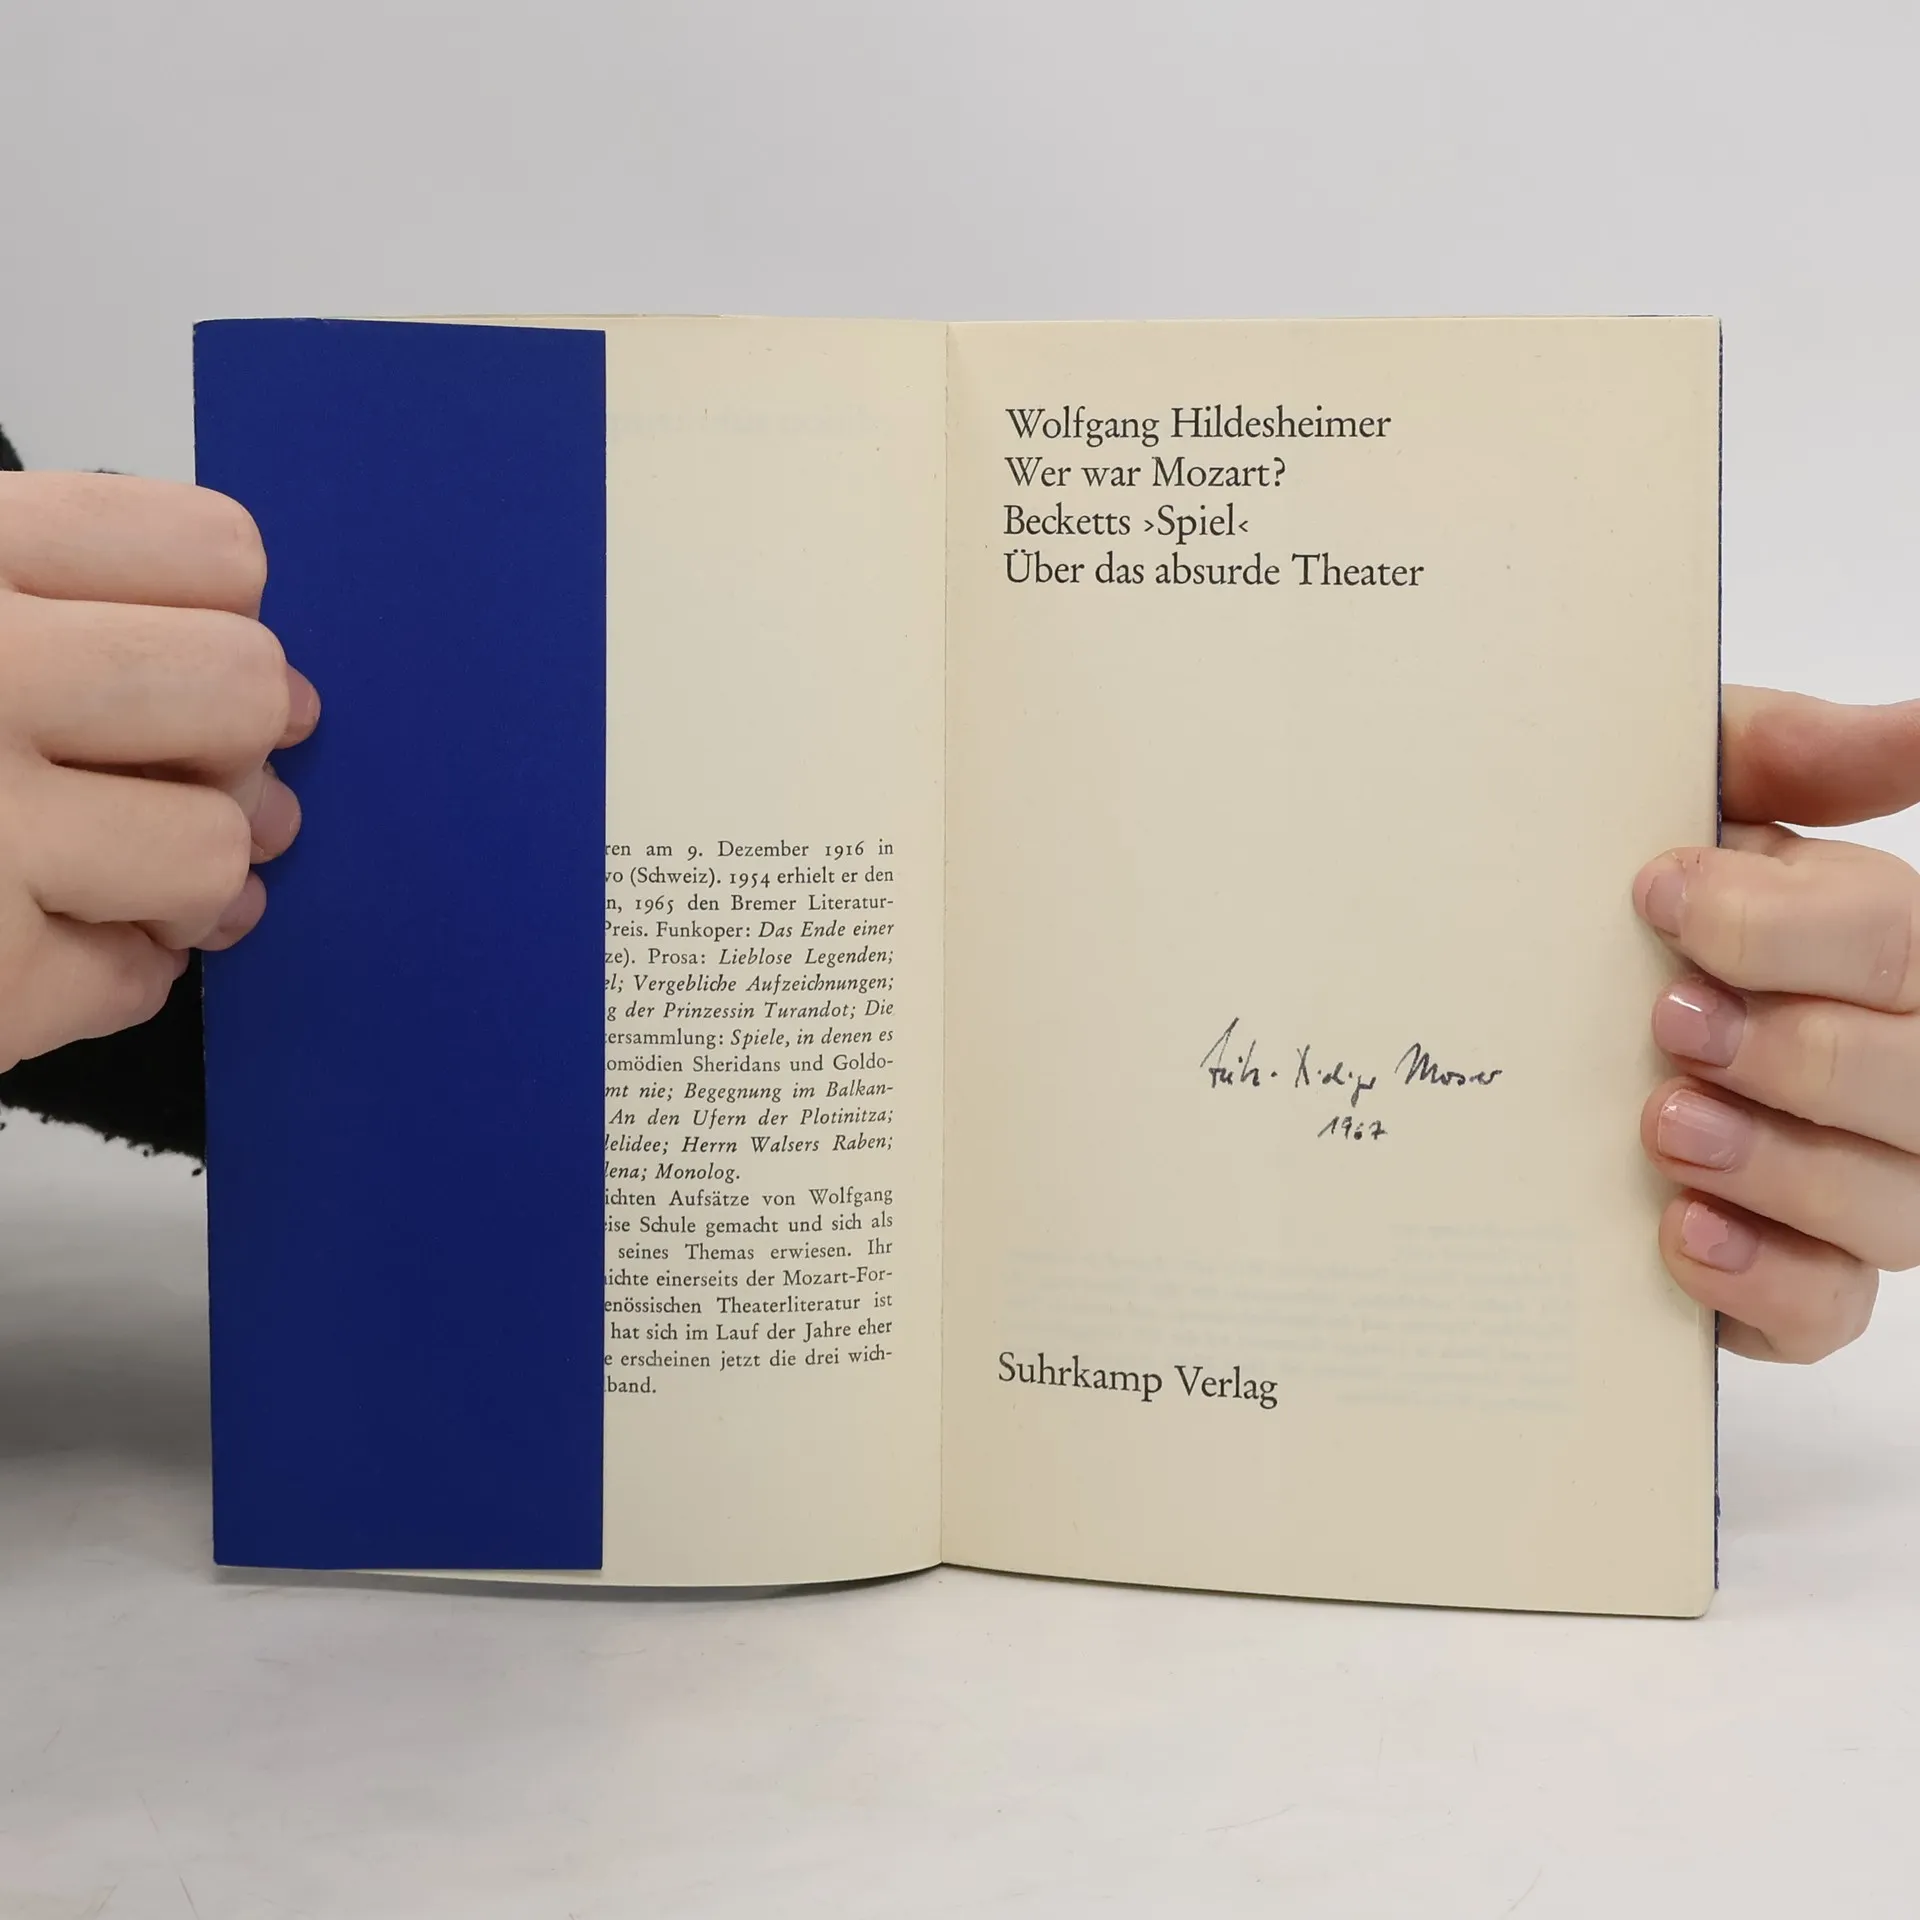 ren am 9. Dezember 1916 in
vo (Schweiz). 1954 erhielt er den
n, 1965 den Bremer Literatur-
Preis. Funkoper: Das Ende einer
ze). Prosa: Lieblose Legenden;
el; Vergebliche Aufzeichnungen;
g der Prinzessin Turandot; Die
ersammlung: Spiele, in denen es
omödien Sheridans und Goldo-
mt nie; Begegnung im Balkan-
An den Ufern der Plotinitza;
delidee; Herrn Walsers Raben;
lena; Monolog.
ichten Aufsätze von Wolfgang
eise Schule gemacht und sich als
seines Themas erwiesen. Ihr
ichte einerseits der Mozart-For-
enössischen Theaterliteratur ist
hat sich im Lauf der Jahre eher
e erscheinen jetzt die drei wich-
band.
Wolfgang Hildesheimer
Wer war Mozart?
Becketts ›Spiel‹
Über das absurde Theater
Moser
1967
Suhrkamp Verlag